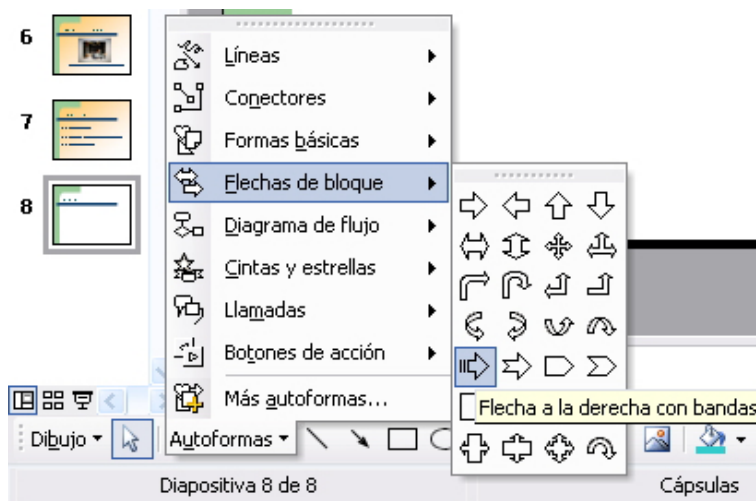 6
7
8
Líneas
Conectores
Formas básicas
Flechas de bloque
Diagrama de flujo
Cintas y estrellas
Llamadas
Botones de acción
Más autoformas...
Flecha a la derecha con bandas
Dibujo
Autoformas
Diapositiva 8 de 8
Cápsulas